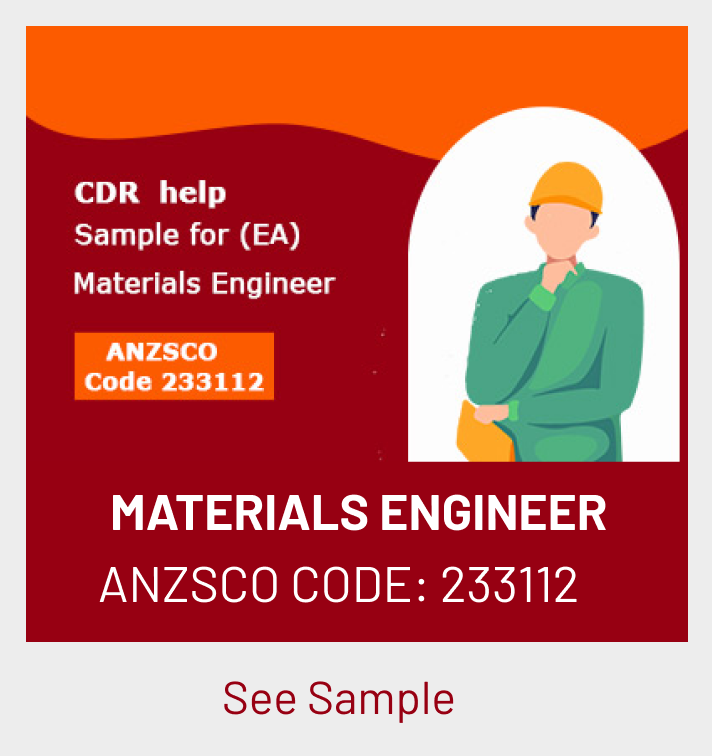 CDR help
Sample for (EA)
Materials Engineer
ANZSCO
Code 233112
MATERIALS ENGINEER
ANZSCO CODE: 233112
See Sample